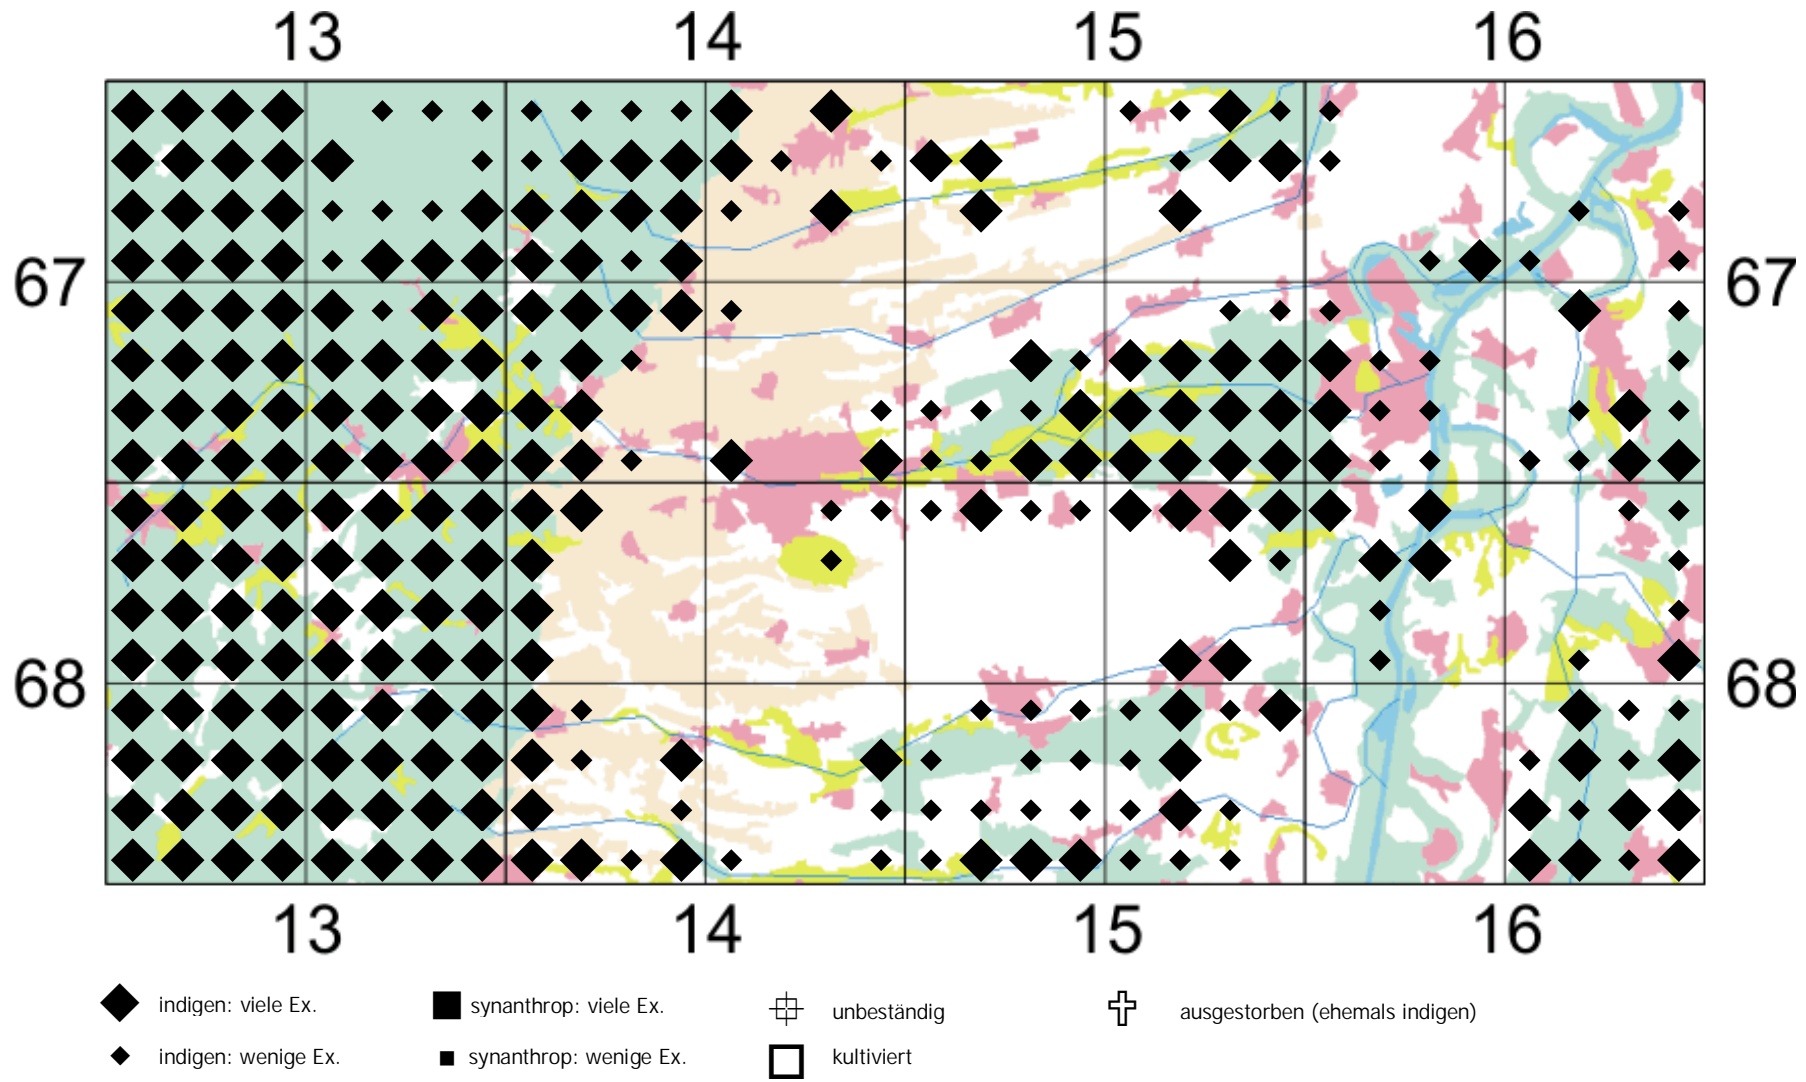 13 14 15 16
67 67
68 68
13 14 15 16
indigen: viele Ex. synanthrop: viele Ex. unbeständig ausgestorben (ehemals indigen)
indigen: wenige Ex. synanthrop: wenige Ex. kultiviert